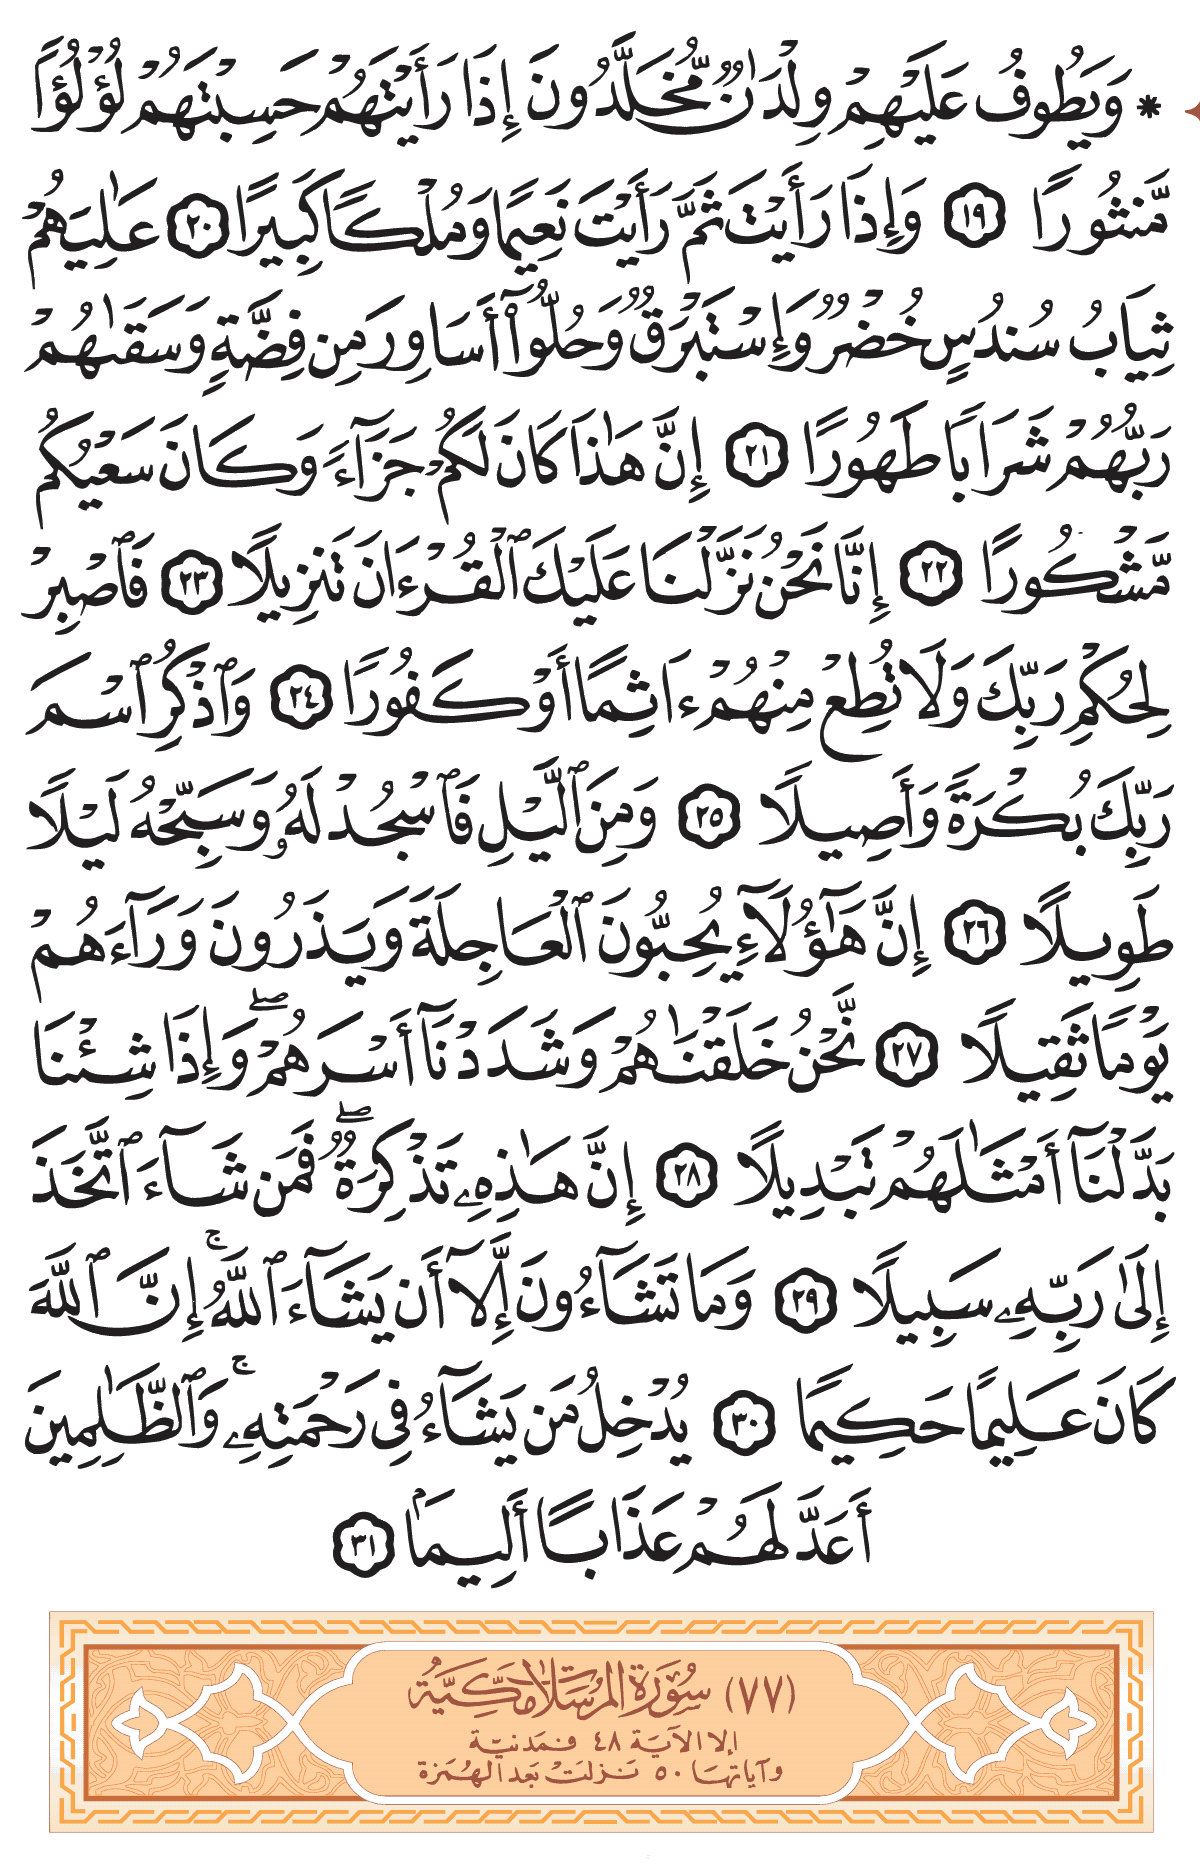 * وَيَطُوفُ عَلَيْهِمْ وِلْدَٰنٌ مُّخَلَّدُونَ إِذَا رَأَيْتَهُمْ حَسِبْتَهُمْ لُؤْلُؤًا
مَّنثُورًا ١٩ وَإِذَا رَأَيْتَ ثَمَّ رَأَيْتَ نَعِيمًا وَمُلْكًا كَبِيرًا ٢٠ عَٰلِيَهُمْ
ثِيَابُ سُندُسٍ خُضْرٌ وَإِسْتَبْرَقٌ وَحُلُّوٓا۟ أَسَاوِرَ مِن فِضَّةٍ وَسَقَىٰهُمْ
رَبُّهُمْ شَرَابًا طَهُورًا ٢١ إِنَّ هَٰذَا كَانَ لَكُمْ جَزَآءً وَكَانَ سَعْيُكُم
مَّشْكُورًا ٢٢ إِنَّا نَحْنُ نَزَّلْنَا عَلَيْكَ ٱلْقُرْءَانَ تَنزِيلًا ٢٣ فَٱصْبِرْ
لِحُكْمِ رَبِّكَ وَلَا تُطِعْ مِنْهُمْ ءَاثِمًا أَوْ كَفُورًا ٢٤ وَٱذْكُرِ ٱسْمَ
رَبِّكَ بُكْرَةً وَأَصِيلًا ٢٥ وَمِنَ ٱلَّيْلِ فَٱسْجُدْ لَهُۥ وَسَبِّحْهُ لَيْلًا
طَوِيلًا ٢٦ إِنَّ هَٰٓؤُلَآءِ يُحِبُّونَ ٱلْعَاجِلَةَ وَيَذَرُونَ وَرَآءَهُمْ
يَوْمًا ثَقِيلًا ٢٧ نَّحْنُ خَلَقْنَٰهُمْ وَشَدَدْنَآ أَسْرَهُمْ ۖ وَإِذَا شِئْنَا
بَدَّلْنَآ أَمْثَٰلَهُمْ تَبْدِيلًا ٢٨ إِنَّ هَٰذِهِۦ تَذْكِرَةٌ ۖ فَمَن شَآءَ ٱتَّخَذَ
إِلَىٰ رَبِّهِۦ سَبِيلًا ٢٩ وَمَا تَشَآءُونَ إِلَّآ أَن يَشَآءَ ٱللَّهُ ۚ إِنَّ ٱللَّهَ
كَانَ عَلِيمًا حَكِيمًا ٣٠ يُدْخِلُ مَن يَشَآءُ فِى رَحْمَتِهِۦ ۚ وَٱلظَّٰلِمِينَ
أَعَدَّ لَهُمْ عَذَابًا أَلِيمًۢا ٣١
(٧٧) سُورَة المرسَلات مَكيَّة
إلا الآية ٤٨ فمدنية
وآياتها ٥٠ نزلت بعد الهمزة